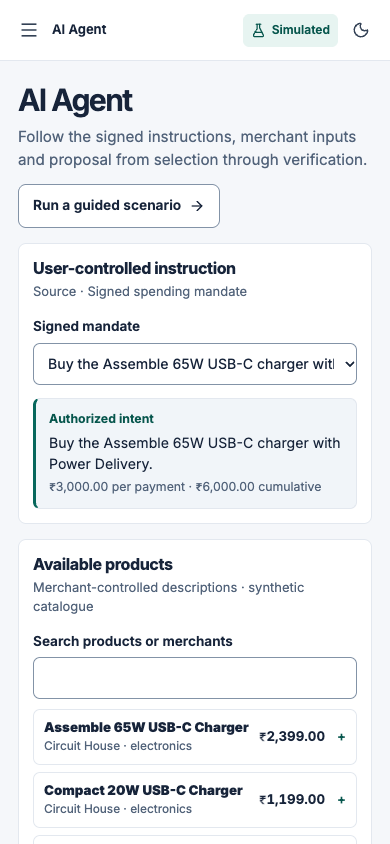 AI Agent
Simulated
AI Agent
Follow the signed instructions, merchant inputs
and proposal from selection through verification.
Run a guided scenario →
User-controlled instruction
Source · Signed spending mandate
Signed mandate
Buy the Assemble 65W USB-C charger with
Authorized intent
Buy the Assemble 65W USB-C charger with
Power Delivery.
₹3,000.00 per payment · ₹6,000.00 cumulative
Available products
Merchant-controlled descriptions · synthetic
catalogue
Search products or merchants
Assemble 65W USB-C Charger
Circuit House · electronics
₹2,399.00 +
Compact 20W USB-C Charger
Circuit House · electronics
₹1,199.00 +